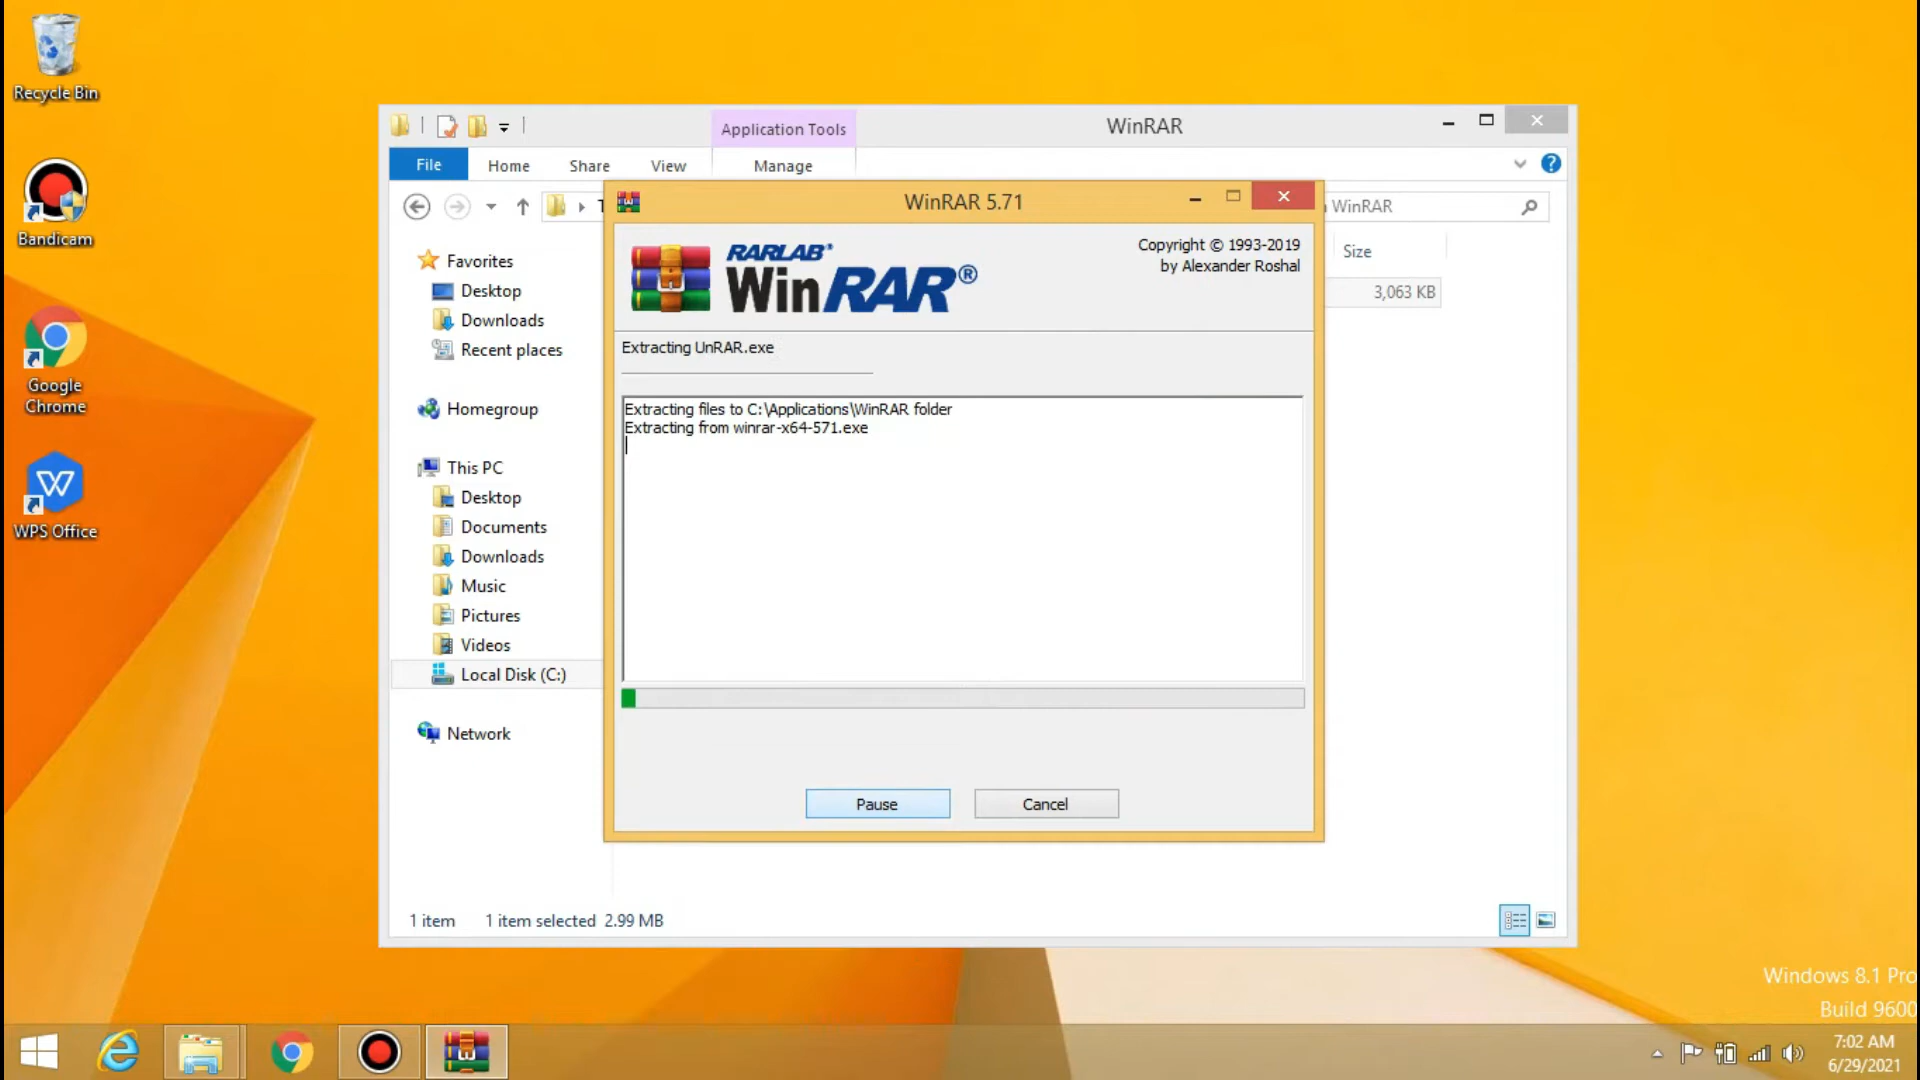 Recycle Bin
Bandicam
Google
Chrome
WPS Office
Application Tools
WinRAR
File
Home
Share
View
Manage
WinRAR
Favorites
Desktop
Downloads
Recent places
Homegroup
This PC
Desktop
Documents
Downloads
Music
Pictures
Videos
Local Disk (C:)
Network
Size
3,063 KB
1 item
1 item selected 2.99 MB
WinRAR 5.71
RARLAB®
WinRAR®
Copyright © 1993-2019
by Alexander Roshal
Extracting UnRAR.exe
Extracting files to C:\Applications\WinRAR folder
Extracting from winrar-x64-571.exe
Pause
Cancel
Windows 8.1 Pro
Build 9600
7:02 AM
6/29/2021